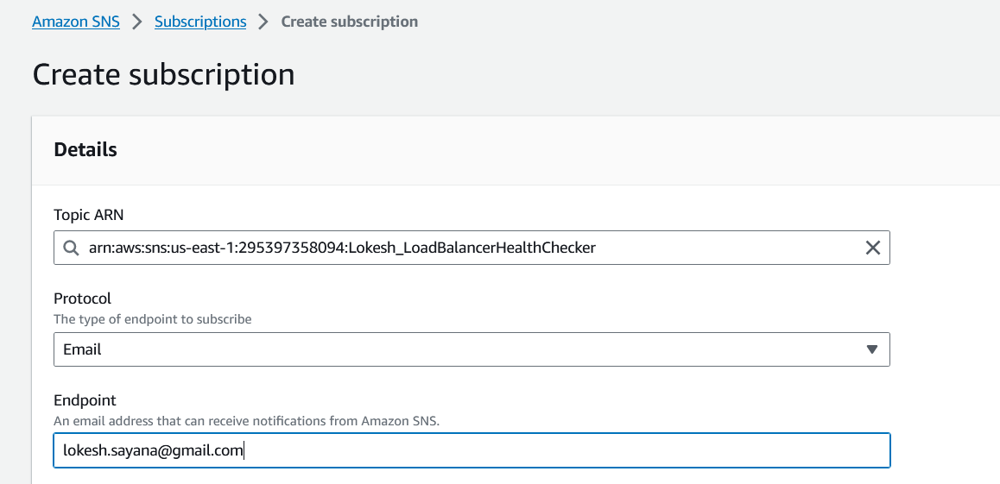 Amazon SNS > Subscriptions > Create subscription
Create subscription
Details
Topic ARN
arn:aws:sns:us-east-1:295397358094:Lokesh_LoadBalancerHealthChecker
Protocol
The type of endpoint to subscribe
Email
Endpoint
An email address that can receive notifications from Amazon SNS.
lokesh.sayana@gmail.com